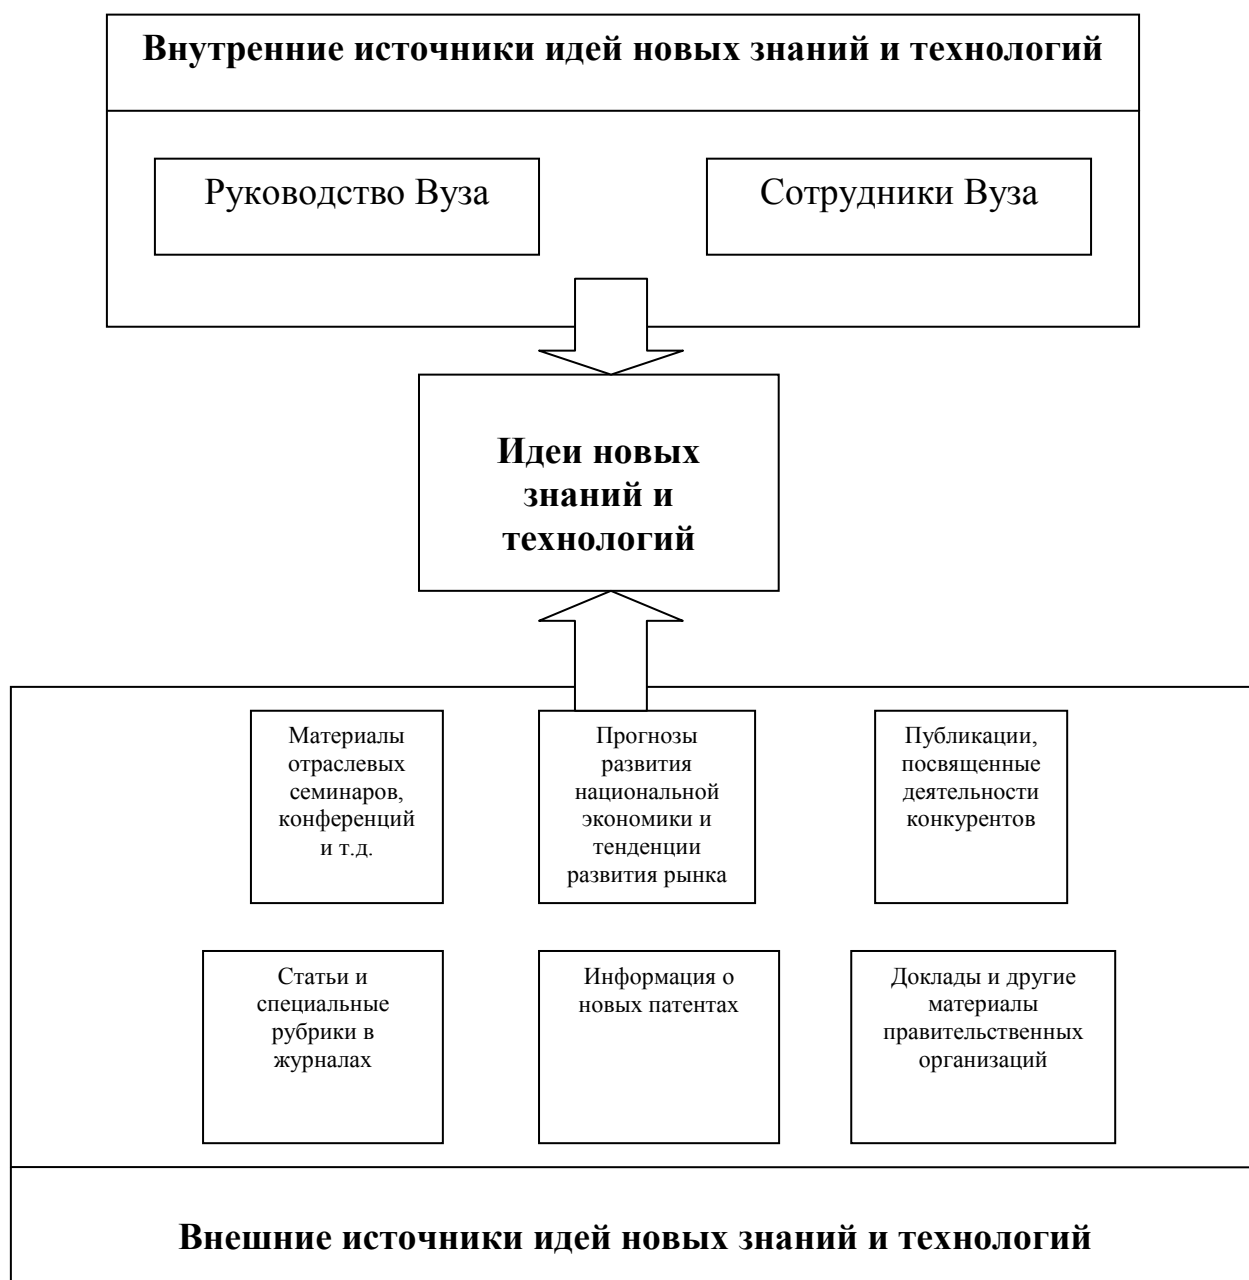 Внутренние источники идей новых знаний и технологий
Руководство Вуза
Сотрудники Вуза
Идеи новых
знаний и
технологий
Материалы
отраслевых
семинаров,
конференций
и т.д.
Прогнозы
развития
национальной
экономики и
тенденции
развития рынка
Публикации,
посвященные
деятельности
конкурентов
Статьи и
специальные
рубрики в
журналах
Информация о
новых патентах
Доклады и другие
материалы
правительственных
организаций
Внешние источники идей новых знаний и технологий